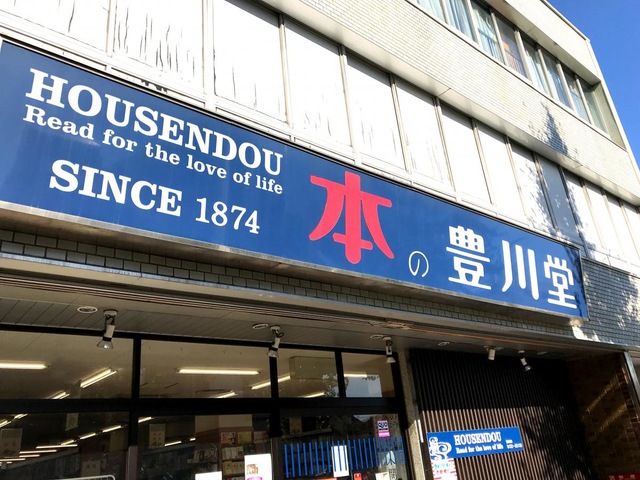 HOUSENDOU
Read for the love of life
SINCE 1874
本の豊川堂
HOUSENDOU
Read for the love of life